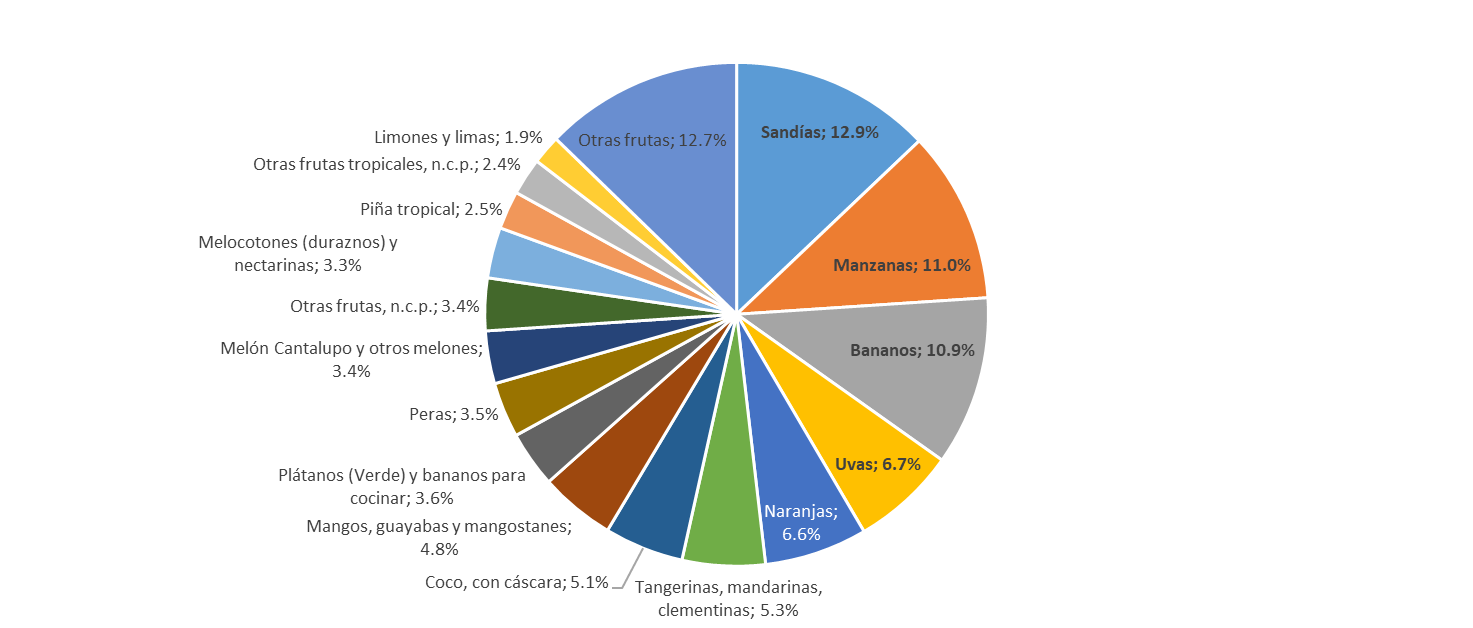 Sandías; 12.9%
Manzanas; 11.0%
Bananos; 10.9%
Uvas; 6.7%
Naranjas;
6.6%
Tangerinas, mandarinas,
clementinas; 5.3%
Coco, con cáscara; 5.1%
Mangos, guayabas y mangostanes;
4.8%
Plátanos (Verde) y bananos para
cocinar; 3.6%
Peras; 3.5%
Melón Cantalupo y otros melones;
3.4%
Otras frutas, n.c.p.; 3.4%
Melocotones (duraznos) y
nectarinas; 3.3%
Piña tropical; 2.5%
Otras frutas tropicales, n.c.p.; 2.4%
Limones y limas; 1.9%
Otras frutas; 12.7%